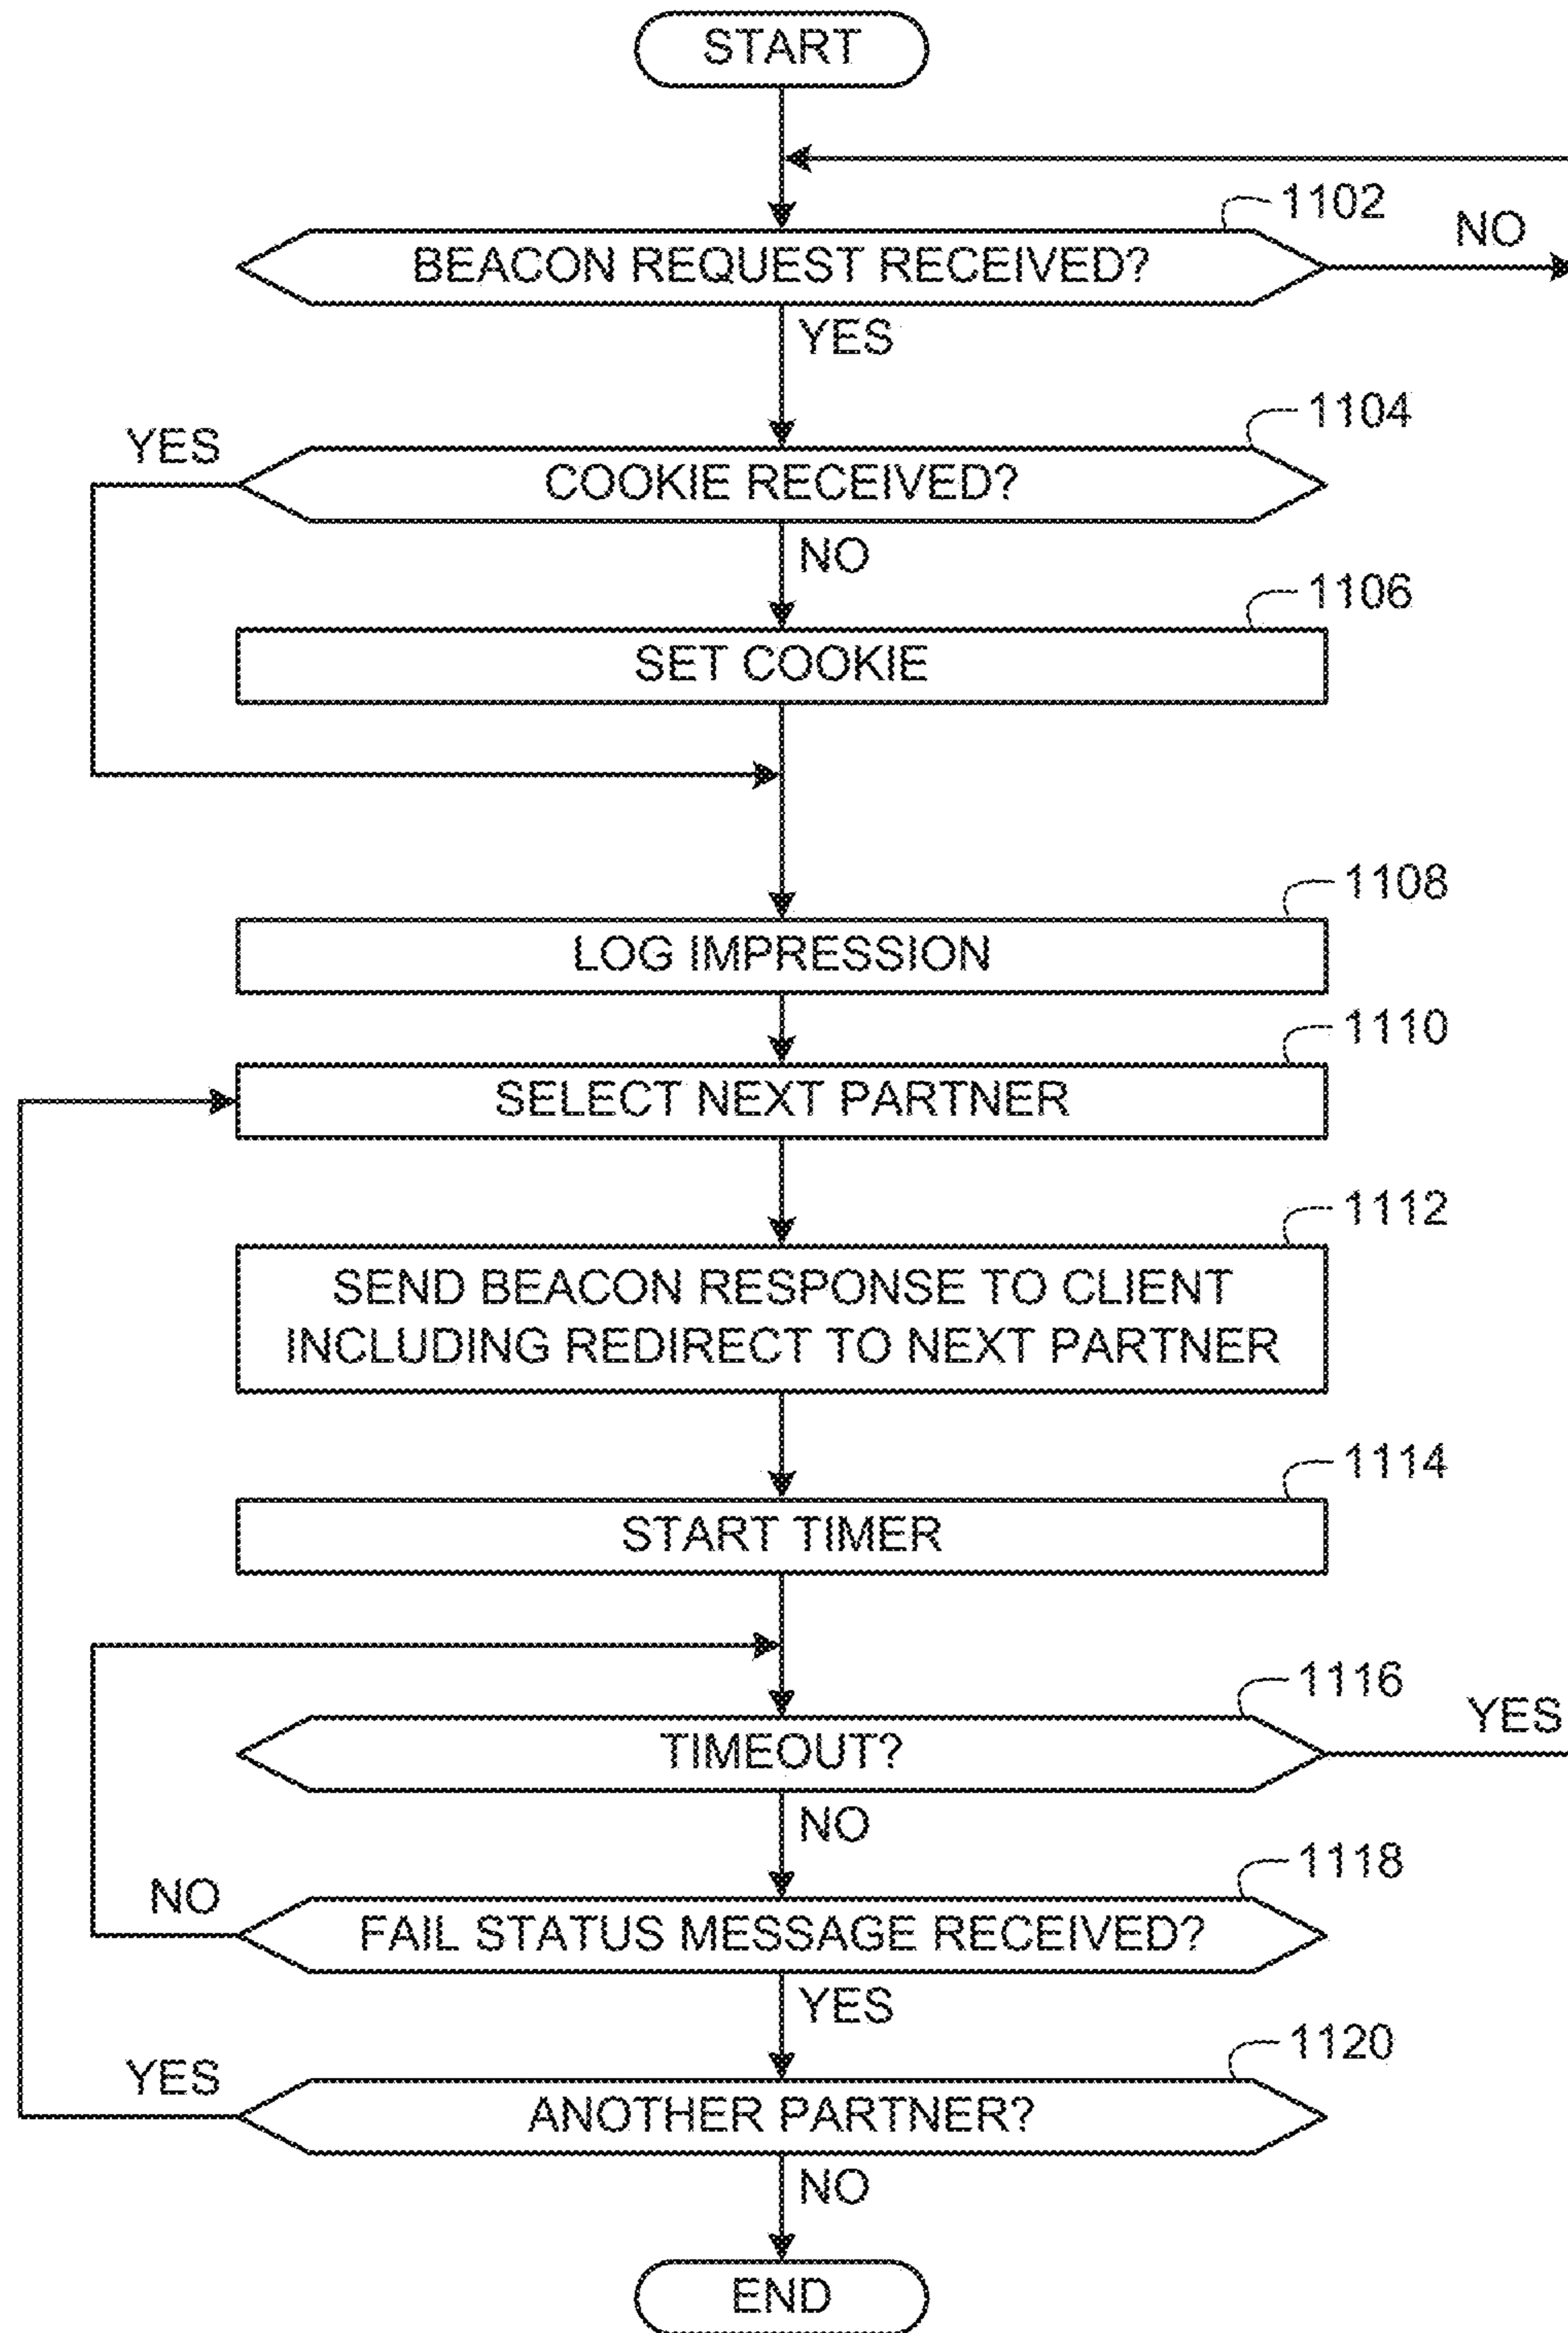 START
1102
BEACON REQUEST RECEIVED?
NO
YES
1104
YES
COOKIE RECEIVED?
NO
1106
SET COOKIE
1108
LOG IMPRESSION
1110
SELECT NEXT PARTNER
1112
SEND BEACON RESPONSE TO CLIENT
INCLUDING REDIRECT TO NEXT PARTNER
1114
START TIMER
1116
YES
TIMEOUT?
NO
1118
NO
FAIL STATUS MESSAGE RECEIVED?
YES
1120
YES
ANOTHER PARTNER?
NO
END